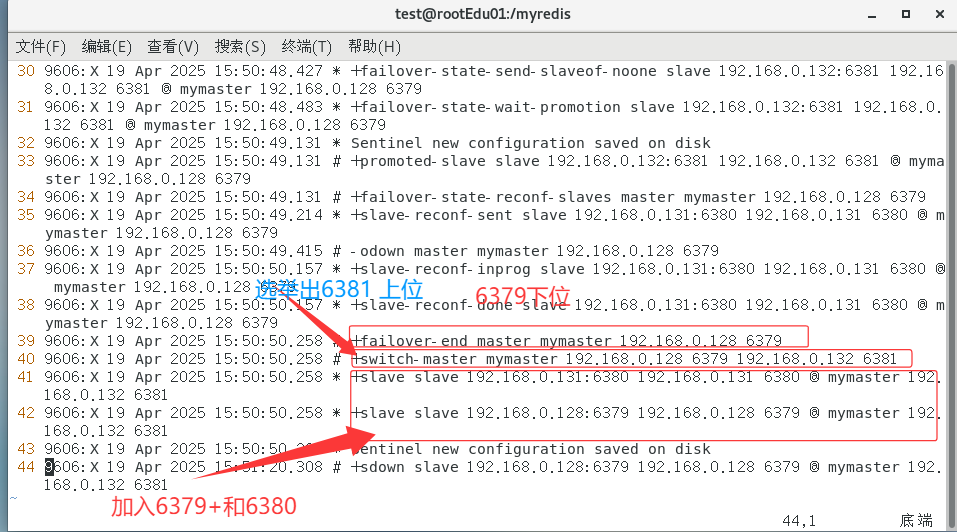 test@rootEdu01:/myredis
文件(F) 编辑(E) 查看(V) 搜索(S) 终端(T) 帮助(H)
30 9606:X 19 Apr 2025 15:50:48.427 * +failover-state-send-slaveof-noone slave 192.168.0.132:6381 192.16
8.0.132 6381 @ mymaster 192.168.0.128 6379
31 9606:X 19 Apr 2025 15:50:48.483 * +failover-state-wait-promotion slave 192.168.0.132:6381 192.168.0.
132 6381 @ mymaster 192.168.0.128 6379
32 9606:X 19 Apr 2025 15:50:49.131 * Sentinel new configuration saved on disk
33 9606:X 19 Apr 2025 15:50:49.131 # +promoted-slave slave 192.168.0.132:6381 192.168.0.132 6381 @ myma
ster 192.168.0.128 6379
34 9606:X 19 Apr 2025 15:50:49.131 # +failover-state-reconf-slaves master mymaster 192.168.0.128 6379
35 9606:X 19 Apr 2025 15:50:49.214 * +slave-reconf-sent slave 192.168.0.131:6380 192.168.0.131 6380 @ m
ymaster 192.168.0.128 6379
36 9606:X 19 Apr 2025 15:50:49.415 # -odown master mymaster 192.168.0.128 6379
37 9606:X 19 Apr 2025 15:50:50.157 * +slave-reconf-inprog slave 192.168.0.131:6380 192.168.0.131 6380 @
mymaster 192.168.0.128 6379
选举出6381 上位
6379下位
38 9606:X 19 Apr 2025 15:50:50.157 * +slave-reconf-done slave 192.168.0.131:6380 192.168.0.131 6380 @ m
ymaster 192.168.0.128 6379
39 9606:X 19 Apr 2025 15:50:50.258 # +failover-end master mymaster 192.168.0.128 6379
40 9606:X 19 Apr 2025 15:50:50.258 # +switch-master mymaster 192.168.0.128 6379 192.168.0.132 6381
41 9606:X 19 Apr 2025 15:50:50.258 * +slave slave 192.168.0.131:6380 192.168.0.131 6380 @ mymaster 192.
168.0.132 6381
42 9606:X 19 Apr 2025 15:50:50.258 * +slave slave 192.168.0.128:6379 192.168.0.128 6379 @ mymaster 192.
168.0.132 6381
43 9606:X 19 Apr 2025 * Sentinel new configuration saved on disk
44 9606:X 19 Apr 2025 15:51:20.308 # +sdown slave 192.168.0.128:6379 192.168.0.128 6379 @ mymaster 192.
168.0.132 6381
~
加入6379+和6380
44,1 底端